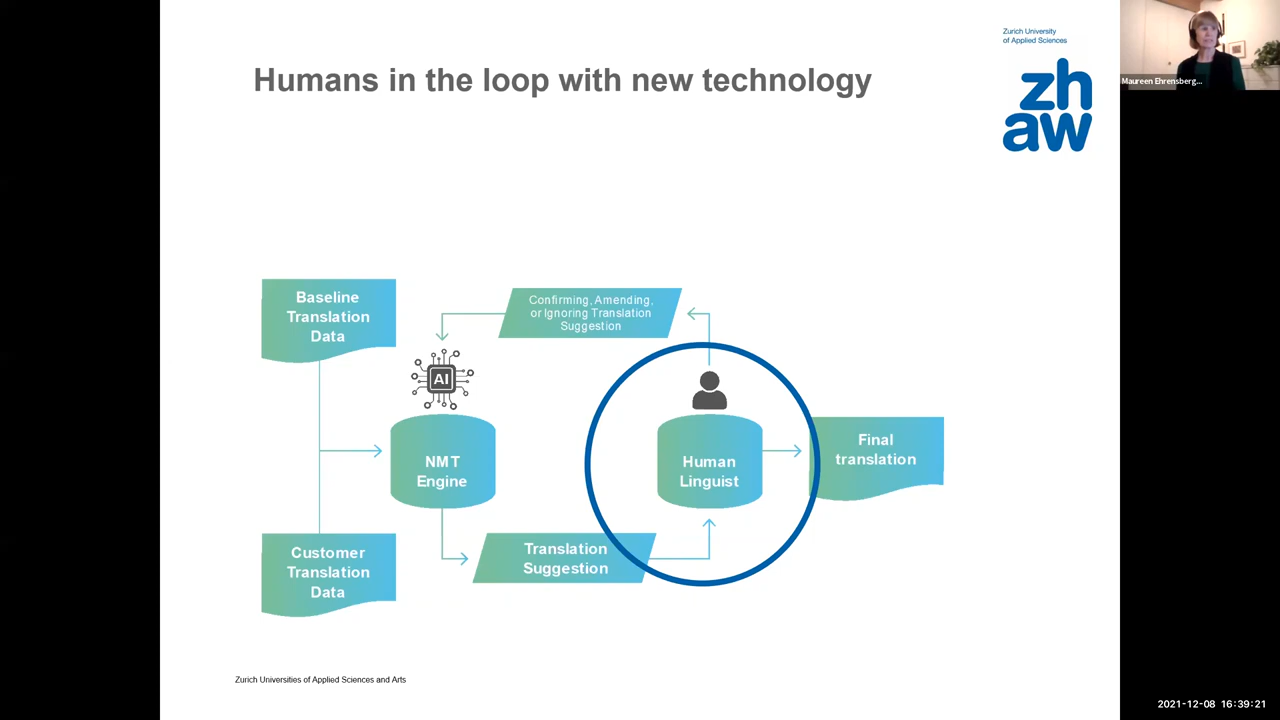 Humans in the loop with new technology
Zurich University
of Applied Sciences
zh
aw
Maureen Ehrensberg...
Baseline
Translation
Data
Confirming, Amending,
or Ignoring Translation
Suggestion
AI
NMT
Engine
Human
Linguist
Final
translation
Customer
Translation
Data
Translation
Suggestion
Zurich Universities of Applied Sciences and Arts
2021-12-08 16:39:21